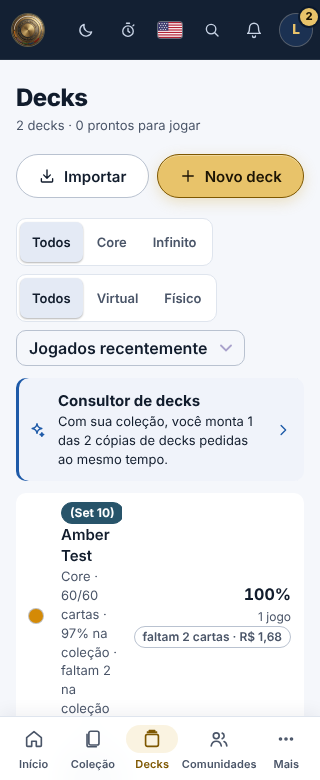 L
2
Decks
2 decks · 0 prontos para jogar
Importar
Novo deck
Todos Core Infinito
Todos Virtual Físico
Jogados recentemente
Consultor de decks
Com sua coleção, você monta 1
das 2 cópias de decks pedidas
ao mesmo tempo.
(Set 10)
Amber
Test
Core ·
60/60
cartas ·
97% na
coleção ·
faltam 2
na
coleção
100%
1 jogo
faltam 2 cartas · R$ 1,68
Início Coleção Decks Comunidades Mais